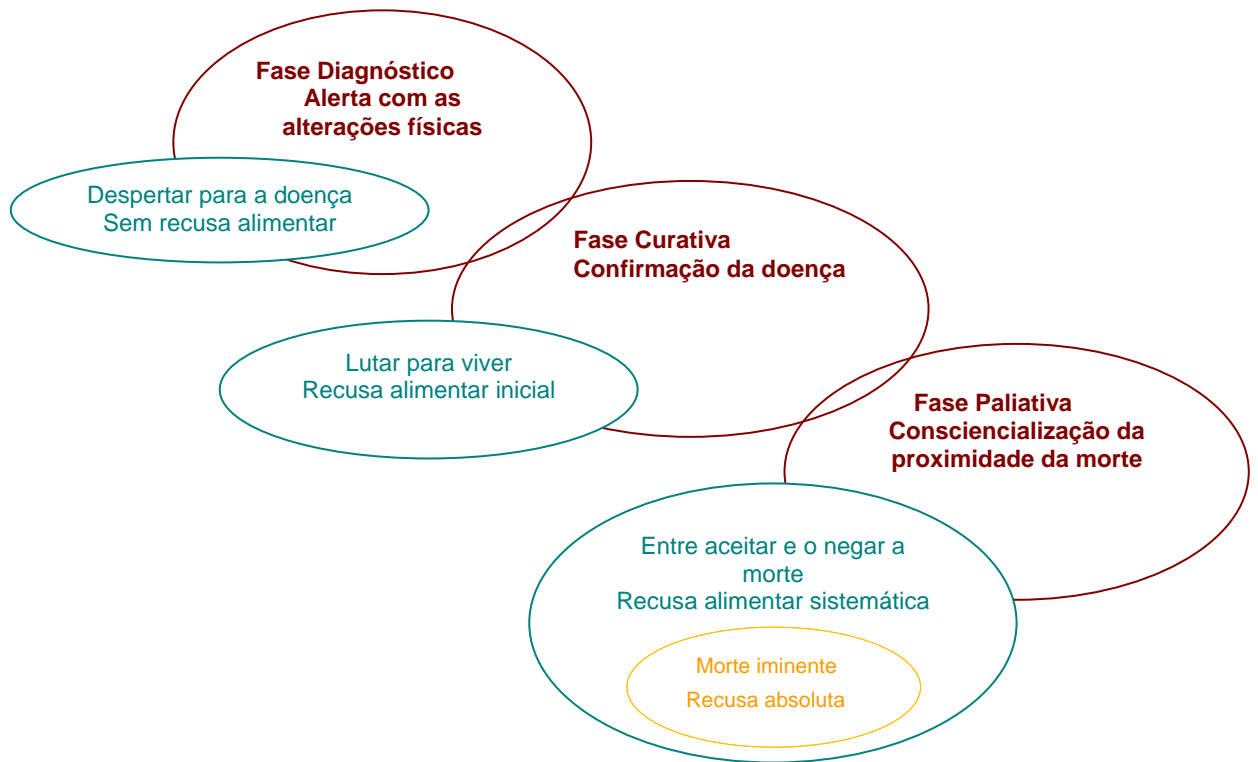 Fase Diagnóstico
Alerta com as
alterações físicas
Despertar para a doença
Sem recusa alimentar
Fase Curativa
Confirmação da doença
Lutar para viver
Recusa alimentar inicial
Fase Paliativa
Consciencialização da
proximidade da morte
Entre aceitar e o negar a
morte
Recusa alimentar sistemática
Morte iminente
Recusa absoluta